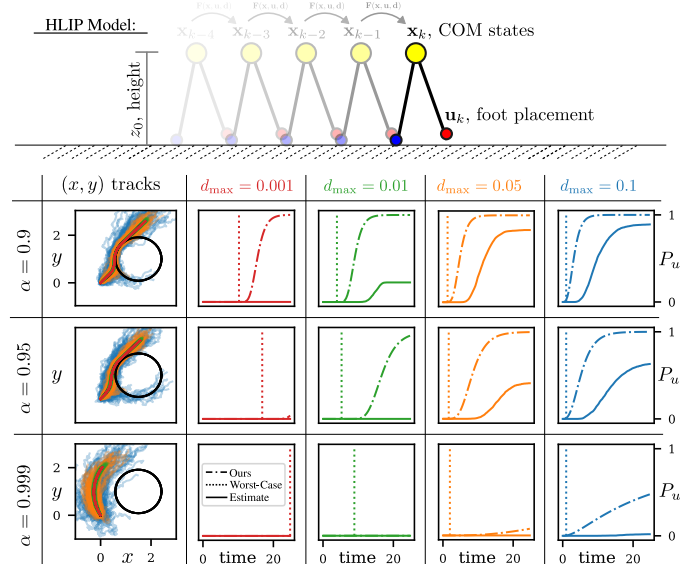 F(x, u, d) F(x, u, d) F(x, u, d) F(x, u, d)
HLIP Model:
x_{k−4} x_{k−3} x_{k−2} x_{k−1} x_k, COM states
z_0, height
u_k, foot placement
(x, y) tracks d_max = 0.001 d_max = 0.01 d_max = 0.05 d_max = 0.1
α = 0.9
2
y
0
1
P_u
0
α = 0.95
y
1
P_u
0
α = 0.999
2
y
0
Ours
Worst-Case
Estimate
1
P_u
0
0 x 2 0 time 20 0 time 20 0 time 20 0 time 20